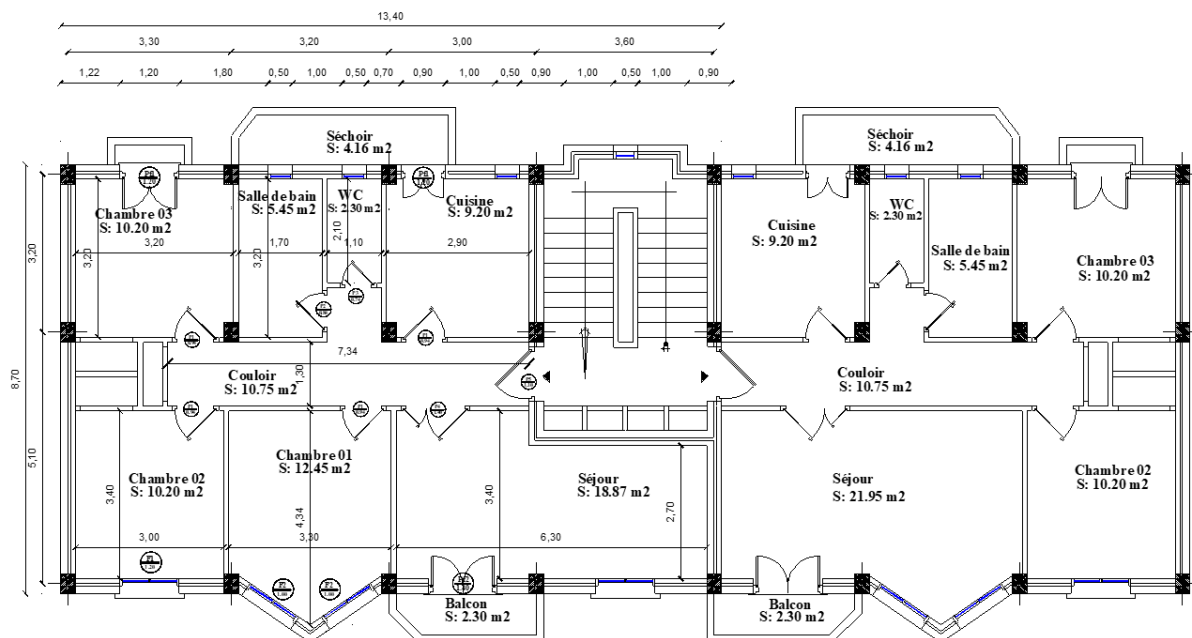 13,40
3,30 3,20 3,00 3,60
1,22 1,20 1,80 0,50 1,00 0,50 0,70 0,90 1,00 0,50 0,90 1,00 0,50 1,00 0,90
Séchoir
S: 4.16 m2
Séchoir
S: 4.16 m2
Chambre 03
S: 10.20 m2
3,20
3,20
Salle de bain
S: 5.45 m2
1,70
3,20
WC
S: 2.30 m2
2,10
1,10
Cuisine
S: 9.20 m2
2,90
Cuisine
S: 9.20 m2
WC
S: 2.30 m2
Salle de bain
S: 5.45 m2
Chambre 03
S: 10.20 m2
3,20
8,70
5,10
7,34
Couloir
S: 10.75 m2
1,30
Couloir
S: 10.75 m2
Chambre 02
S: 10.20 m2
3,40
3,00
Chambre 01
S: 12.45 m2
4,34
3,30
Séjour
S: 18.87 m2
3,40
2,70
6,30
Séjour
S: 21.95 m2
Chambre 02
S: 10.20 m2
Balcon
S: 2.30 m2
Balcon
S: 2.30 m2